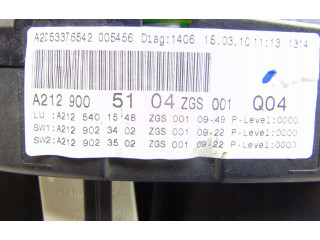 A2C53376542 005456 Diag:1406 15.03.10 11:13 1314
A212 900 51 04 ZGS 001 Q04
LU :A212 540 15 48 ZGS 001 09-49 P-Level:0000
SW1:A212 902 34 02 ZGS 001 09-22 P-Level:0000
SW2:A212 902 35 02 ZGS 001 09-22 P-Level:0000